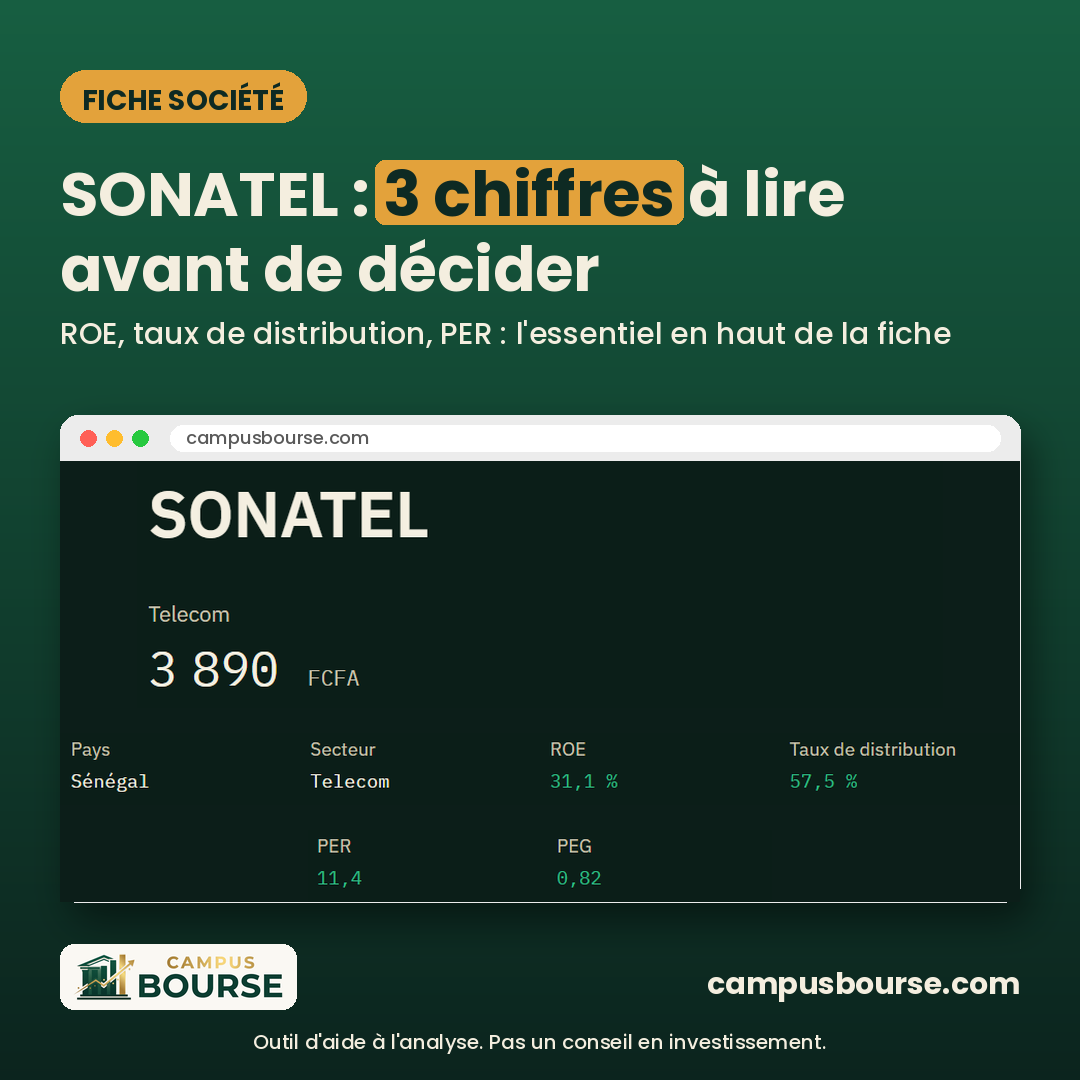 FICHE SOCIÉTÉ
SONATEL : 3 chiffres à lire
avant de décider
ROE, taux de distribution, PER : l'essentiel en haut de la fiche
campusbourse.com
SONATEL
Telecom
3 890 FCFA
Pays Secteur ROE Taux de distribution
Sénégal Telecom 31,1 % 57,5 %
PER PEG
11,4 0,82
CAMPUS
BOURSE
campusbourse.com
Outil d'aide à l'analyse. Pas un conseil en investissement.